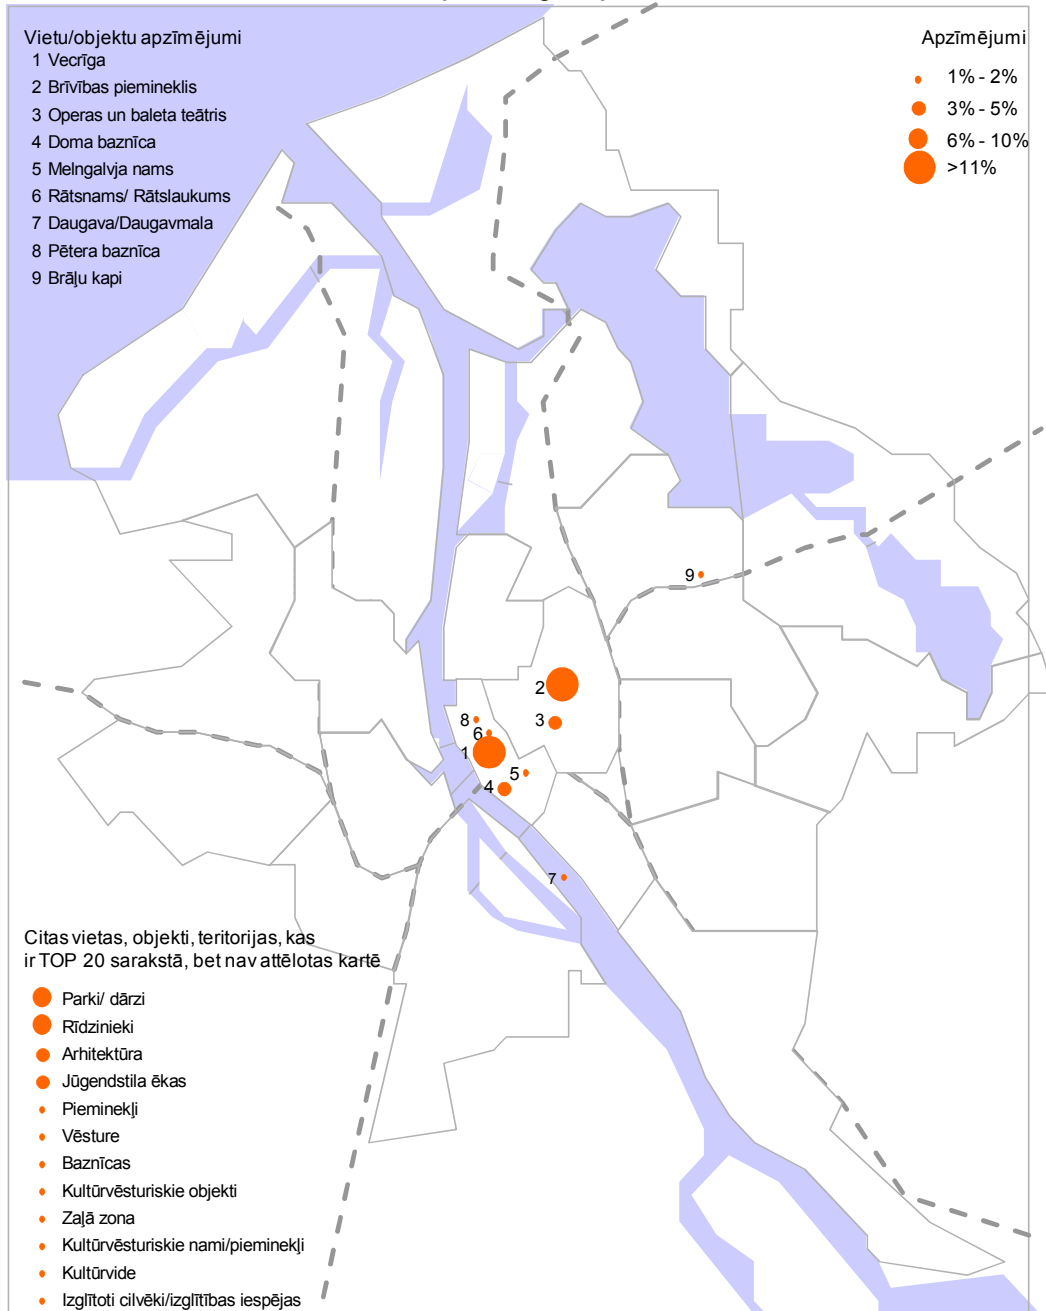 Vietu/objektu apzīmējumi
1 Vecrīga
2 Brīvības piemineklis
3 Operas un baleta teātris
4 Doma baznīca
5 Melngalvja nams
6 Rātsnams/ Rātslaukums
7 Daugava/Daugavmala
8 Pētera baznīca
9 Brāļu kapi
Apzīmējumi
1% - 2%
3% - 5%
6% - 10%
>11%
9
2
3
8
6
1
5
4
7
Citas vietas, objekti, teritorijas, kas
ir TOP 20 sarakstā, bet nav attēlotas kartē
Parki/ dārzi
Rīdzinieki
Arhitektūra
Jūgendstila ēkas
Pieminekļi
Vēsture
Baznīcas
Kultūrvēsturiskie objekti
Zaļā zona
Kultūrvēsturiskie nami/pieminekļi
Kultūrvide
Izglītoti cilvēki/izglītības iespējas